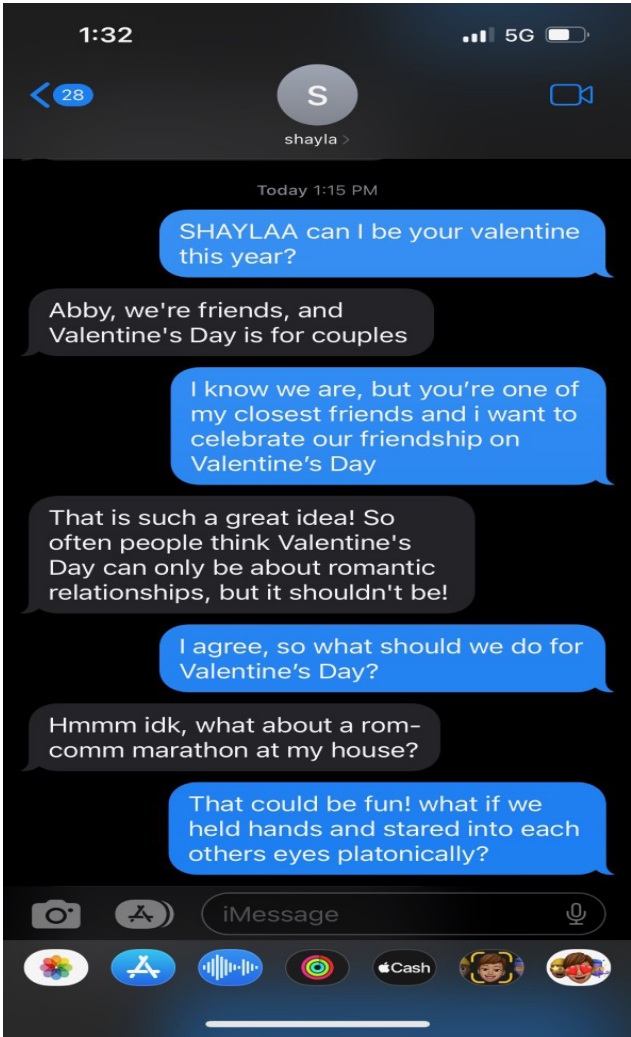 1:32
5G
28
S
shayla
Today 1:15 PM
SHAYLAA can I be your valentine
this year?
Abby, we're friends, and
Valentine's Day is for couples
I know we are, but you’re one of
my closest friends and i want to
celebrate our friendship on
Valentine’s Day
That is such a great idea! So
often people think Valentine's
Day can only be about romantic
relationships, but it shouldn't be!
I agree, so what should we do for
Valentine’s Day?
Hmmm idk, what about a rom-
comm marathon at my house?
That could be fun! what if we
held hands and stared into each
others eyes platonically?
iMessage
Cash